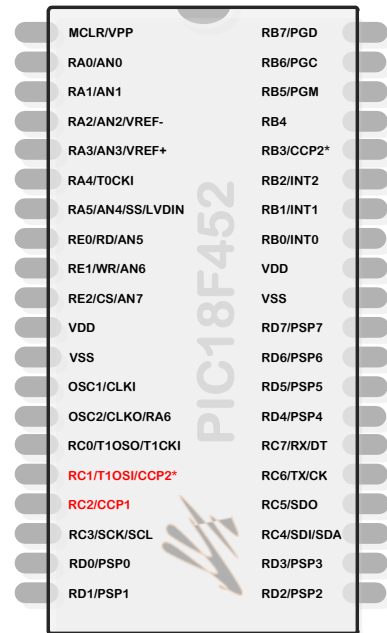 MCLR/VPP RB7/PGD
RA0/AN0 RB6/PGC
RA1/AN1 RB5/PGM
RA2/AN2/VREF- RB4
RA3/AN3/VREF+ RB3/CCP2*
RA4/T0CKI RB2/INT2
RA5/AN4/SS/LVDIN RB1/INT1
RE0/RD/AN5 RB0/INT0
RE1/WR/AN6 VDD
RE2/CS/AN7 VSS
VDD RD7/PSP7
VSS RD6/PSP6
OSC1/CLKI RD5/PSP5
OSC2/CLKO/RA6 RD4/PSP4
RC0/T1OSO/T1CKI RC7/RX/DT
RC1/T1OSI/CCP2* RC6/TX/CK
RC2/CCP1 RC5/SDO
RC3/SCK/SCL RC4/SDI/SDA
RD0/PSP0 RD3/PSP3
RD1/PSP1 RD2/PSP2
PIC18F452